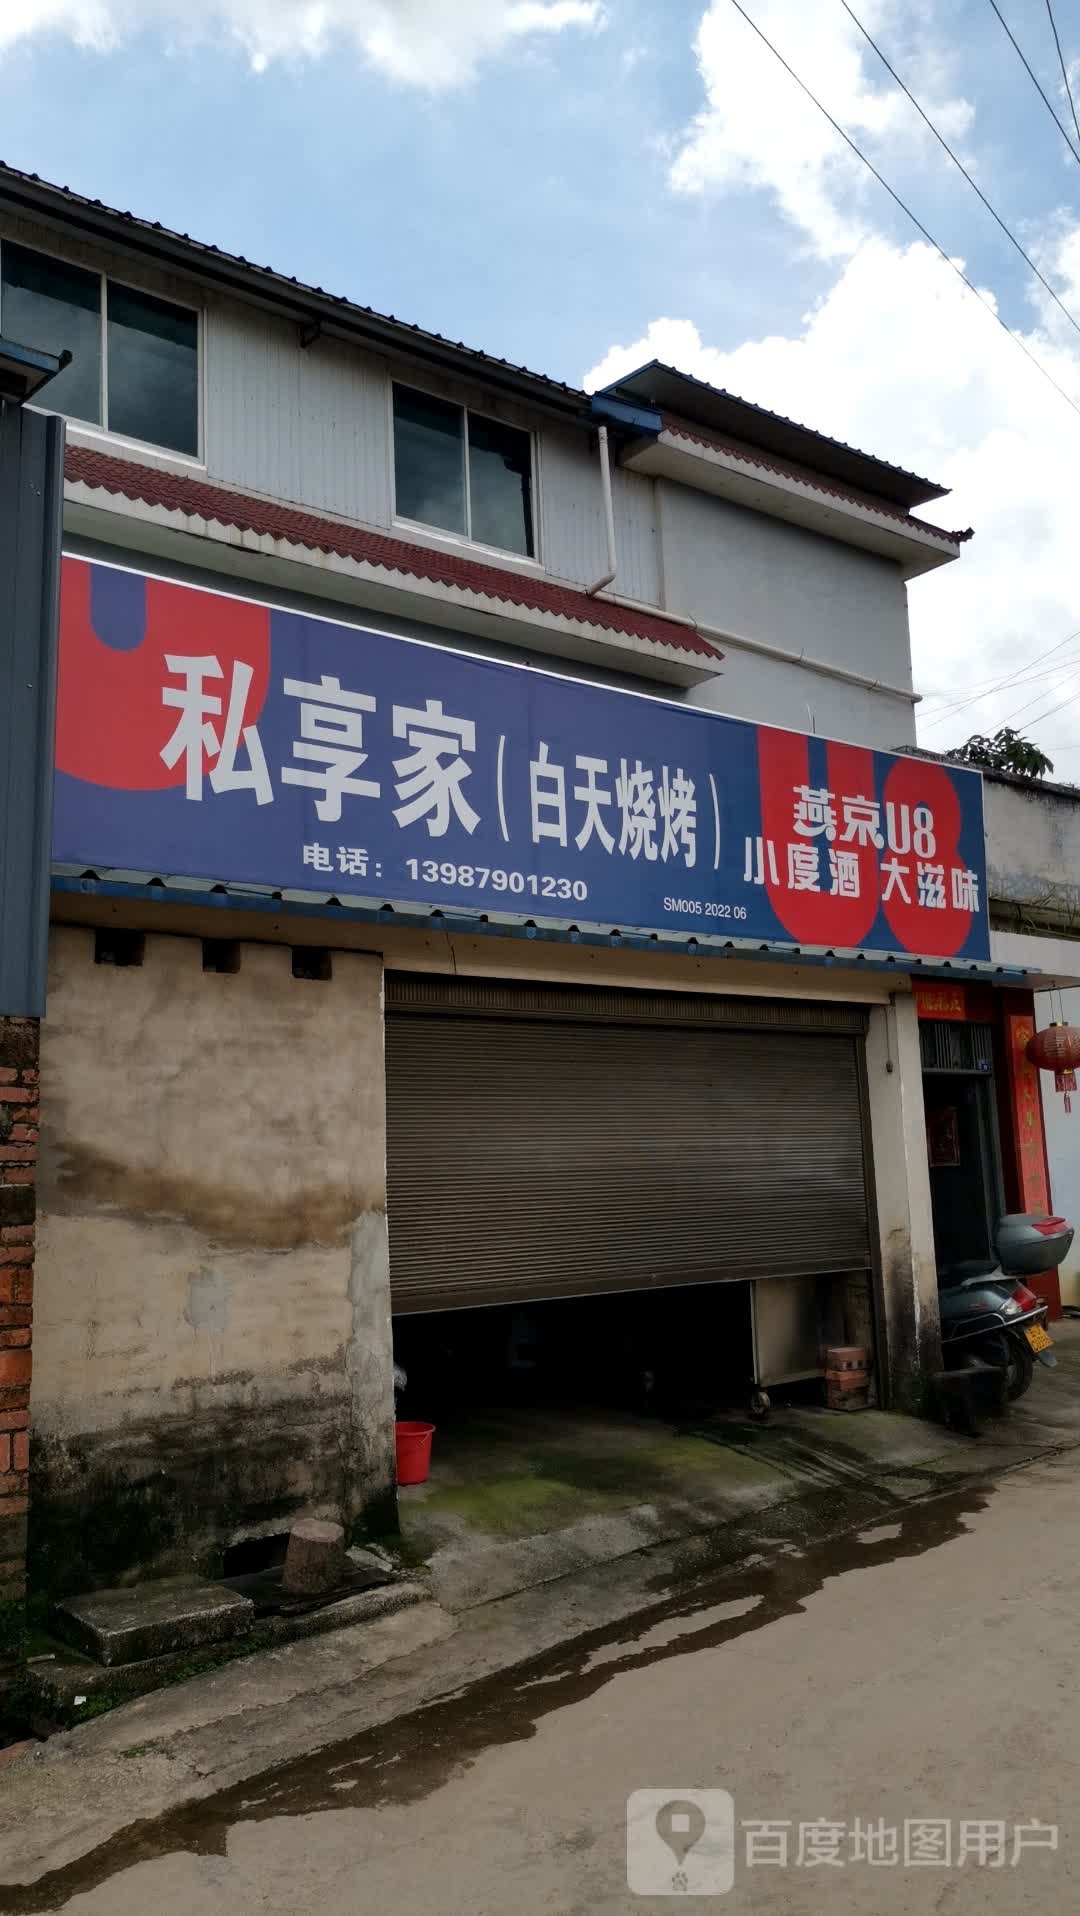 私享家(白天烧烤)
电话：13987901230
SM005 2022 06
燕京U8
小度酒 大滋味
百度地图用户